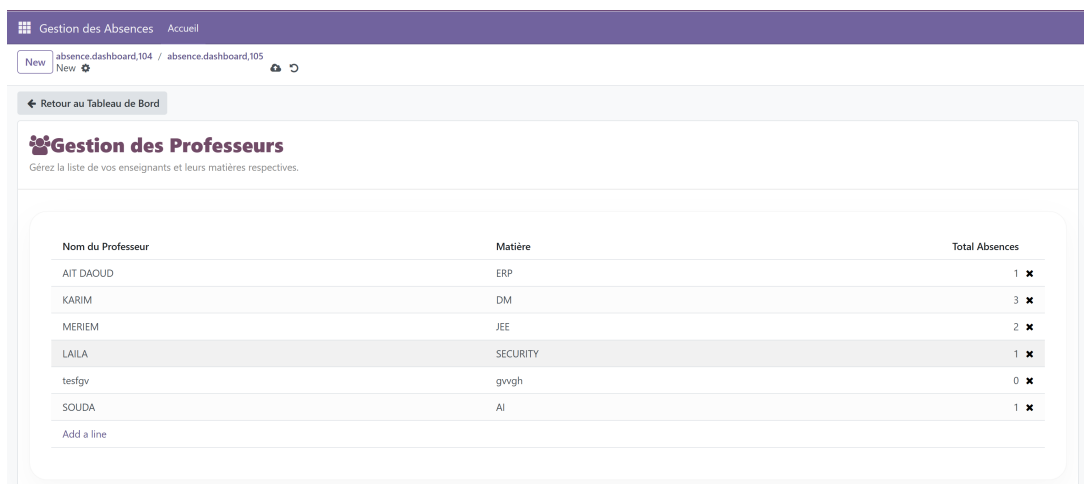 Gestion des Absences Accueil
New absence.dashboard,104 / absence.dashboard,105
New
Retour au Tableau de Bord
Gestion des Professeurs
Gérez la liste de vos enseignants et leurs matières respectives.
Nom du Professeur Matière Total Absences
AIT DAOUD ERP 1
KARIM DM 3
MERIEM JEE 2
LAILA SECURITY 1
tesfgv gvvgh 0
SOUDA AI 1
Add a line